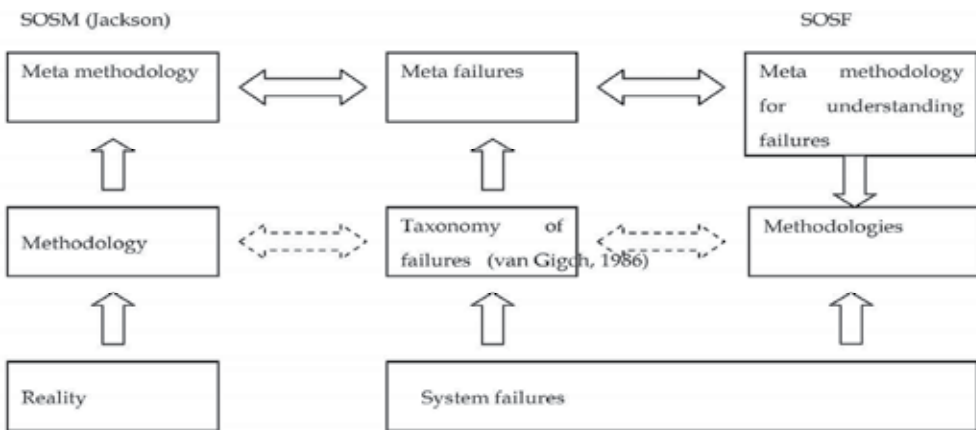 SOSM (Jackson) SOSF
Meta methodology
Meta failures
Meta methodology
for understanding
failures
Methodology
Taxonomy of
failures (van Gigch, 1986)
Methodologies
Reality
System failures